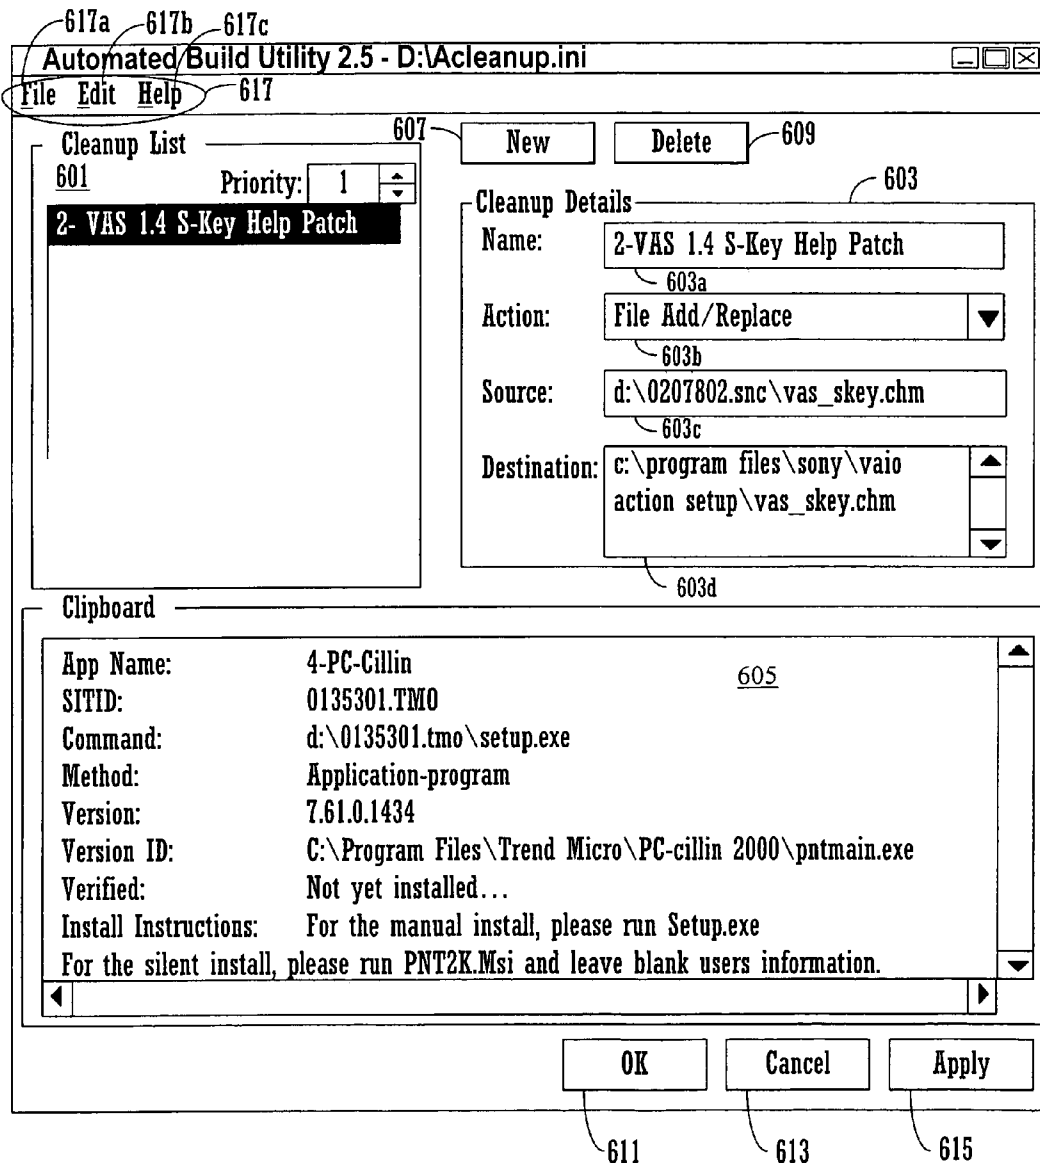 617a 617b 617c
Automated Build Utility 2.5 - D:\Acleanup.ini
File Edit Help 617
Cleanup List
601
Priority: 1
2- VAS 1.4 S-Key Help Patch
607 New Delete 609
603
Cleanup Details
Name: 2-VAS 1.4 S-Key Help Patch
603a
Action: File Add/Replace
603b
Source: d:\0207802.snc\vas_skey.chm
603c
Destination: c:\program files\sony\vaio
action setup\vas_skey.chm
603d
Clipboard
605
App Name: 4-PC-Cillin
SITID: 0135301.TMO
Command: d:\0135301.tmo\setup.exe
Method: Application-program
Version: 7.61.0.1434
Version ID: C:\Program Files\Trend Micro\PC-cillin 2000\pntmain.exe
Verified: Not yet installed...
Install Instructions: For the manual install, please run Setup.exe
For the silent install, please run PNT2K.Msi and leave blank users information.
OK Cancel Apply
611 613 615